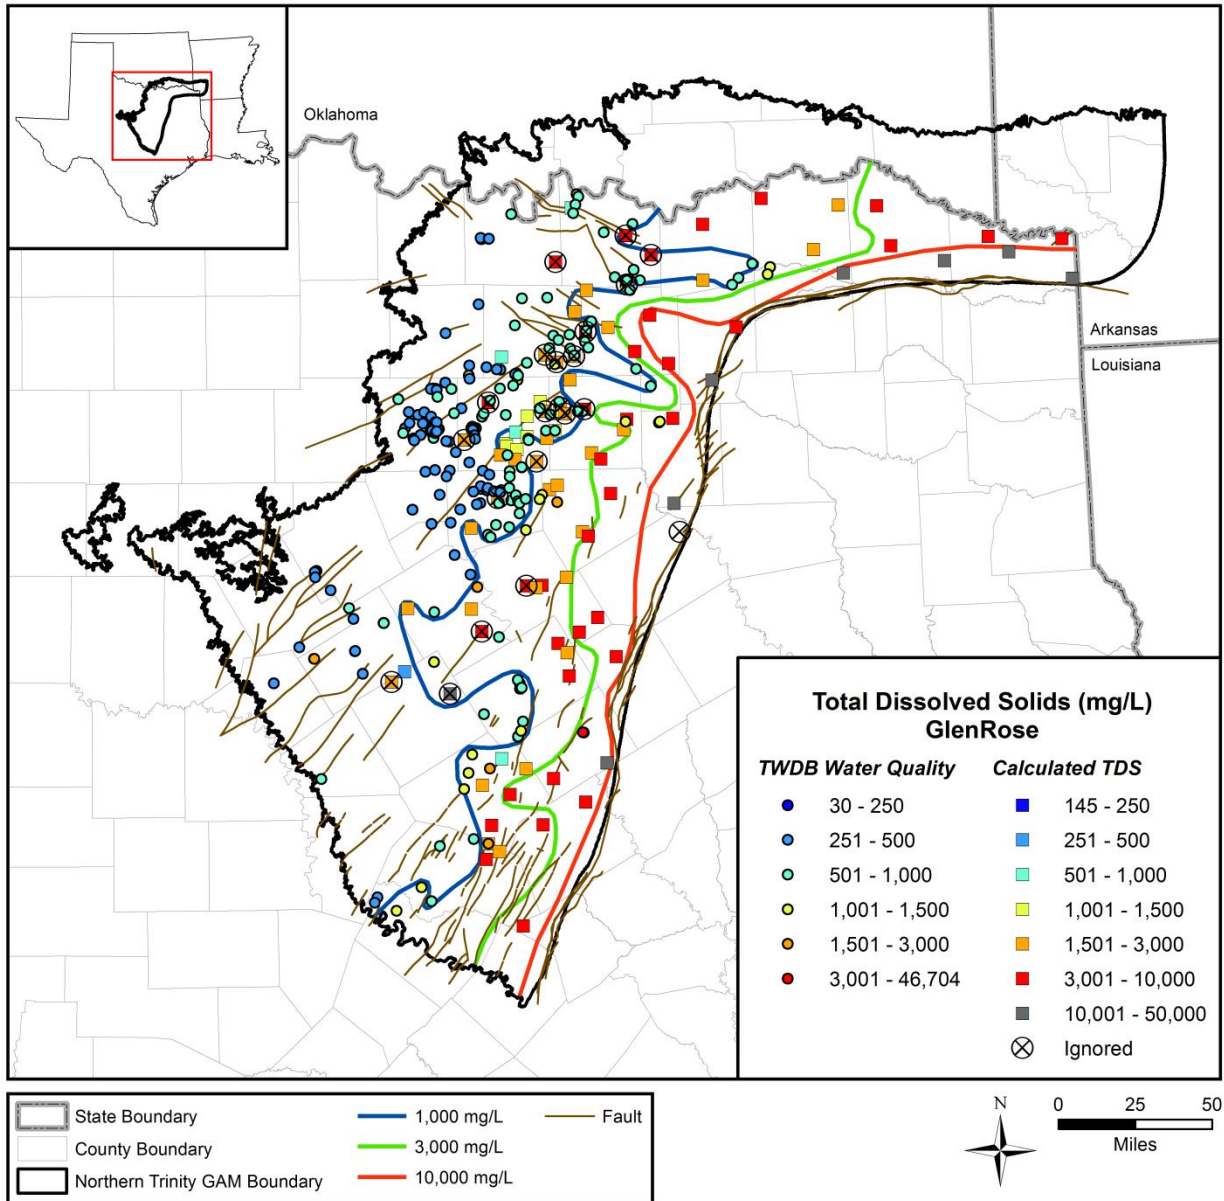 Oklahoma
Arkansas
Louisiana
Total Dissolved Solids (mg/L)
GlenRose
TWDB Water Quality
Calculated TDS
30 - 250
145 - 250
251 - 500
251 - 500
501 - 1,000
501 - 1,000
1,001 - 1,500
1,001 - 1,500
1,501 - 3,000
1,501 - 3,000
3,001 - 46,704
3,001 - 10,000
10,001 - 50,000
Ignored
State Boundary
1,000 mg/L
Fault
County Boundary
3,000 mg/L
Northern Trinity GAM Boundary
10,000 mg/L
N
0 25 50
Miles